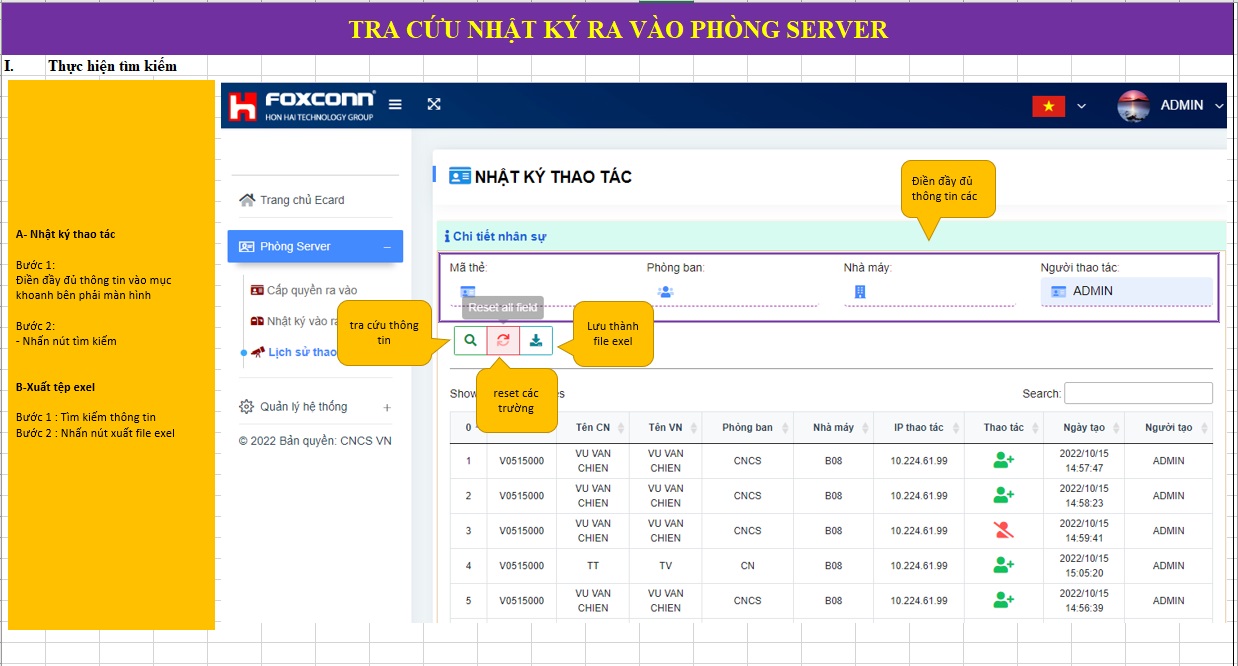 TRA CỨU NHẬT KÝ RA VÀO PHÒNG SERVER
I. Thực hiện tìm kiếm
A- Nhật ký thao tác
Bước 1:
Điền đầy đủ thông tin vào mục
khoanh bên phải màn hình
Bước 2:
- Nhấn nút tìm kiếm
B-Xuất tệp exel
Bước 1 : Tìm kiếm thông tin
Bước 2 : Nhấn nút xuất file exel
FOXCONN
HON HAI TECHNOLOGY GROUP
ADMIN
Trang chủ Ecard
Phòng Server
Cấp quyền ra vào
Nhật ký vào ra
Lịch sử thao
Quản lý hệ thống
© 2022 Bản quyền: CNCS VN
NHẬT KÝ THAO TÁC
Điền đầy đủ
thông tin các
Chi tiết nhân sự
Mã thẻ: Phòng ban: Nhà máy: Người thao tác:
ADMIN
Reset all field
tra cứu thông
tin
Lưu thành
file exel
reset các
trường
Search:
0 Tên CN Tên VN Phòng ban Nhà máy IP thao tác Thao tác Ngày tạo Người tạo
1 V0515000 VU VAN CHIEN VU VAN CHIEN CNCS B08 10.224.61.99 2022/10/15 14:57:47 ADMIN
2 V0515000 VU VAN CHIEN VU VAN CHIEN CNCS B08 10.224.61.99 2022/10/15 14:58:23 ADMIN
3 V0515000 VU VAN CHIEN VU VAN CHIEN CNCS B08 10.224.61.99 2022/10/15 14:59:41 ADMIN
4 V0515000 TT TV CN B08 10.224.61.99 2022/10/15 15:05:20 ADMIN
5 V0515000 VU VAN CHIEN VU VAN CHIEN CNCS B08 10.224.61.99 2022/10/15 14:56:39 ADMIN